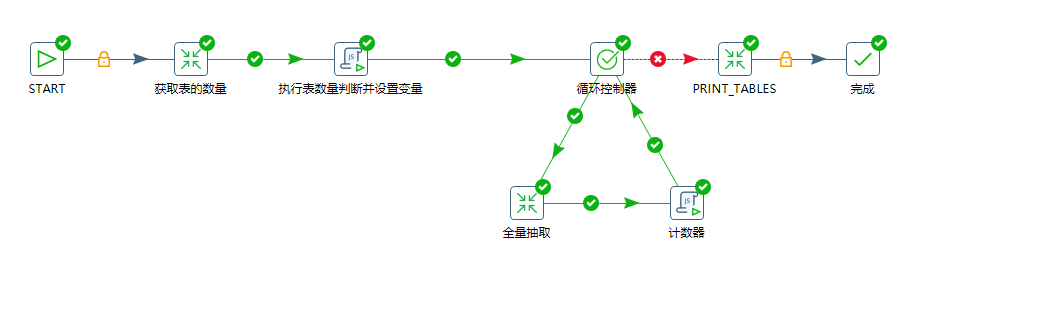 START
获取表的数量
执行表数量判断并设置变量
循环控制器
PRINT_TABLES
完成
全量抽取
计数器
JS
JS